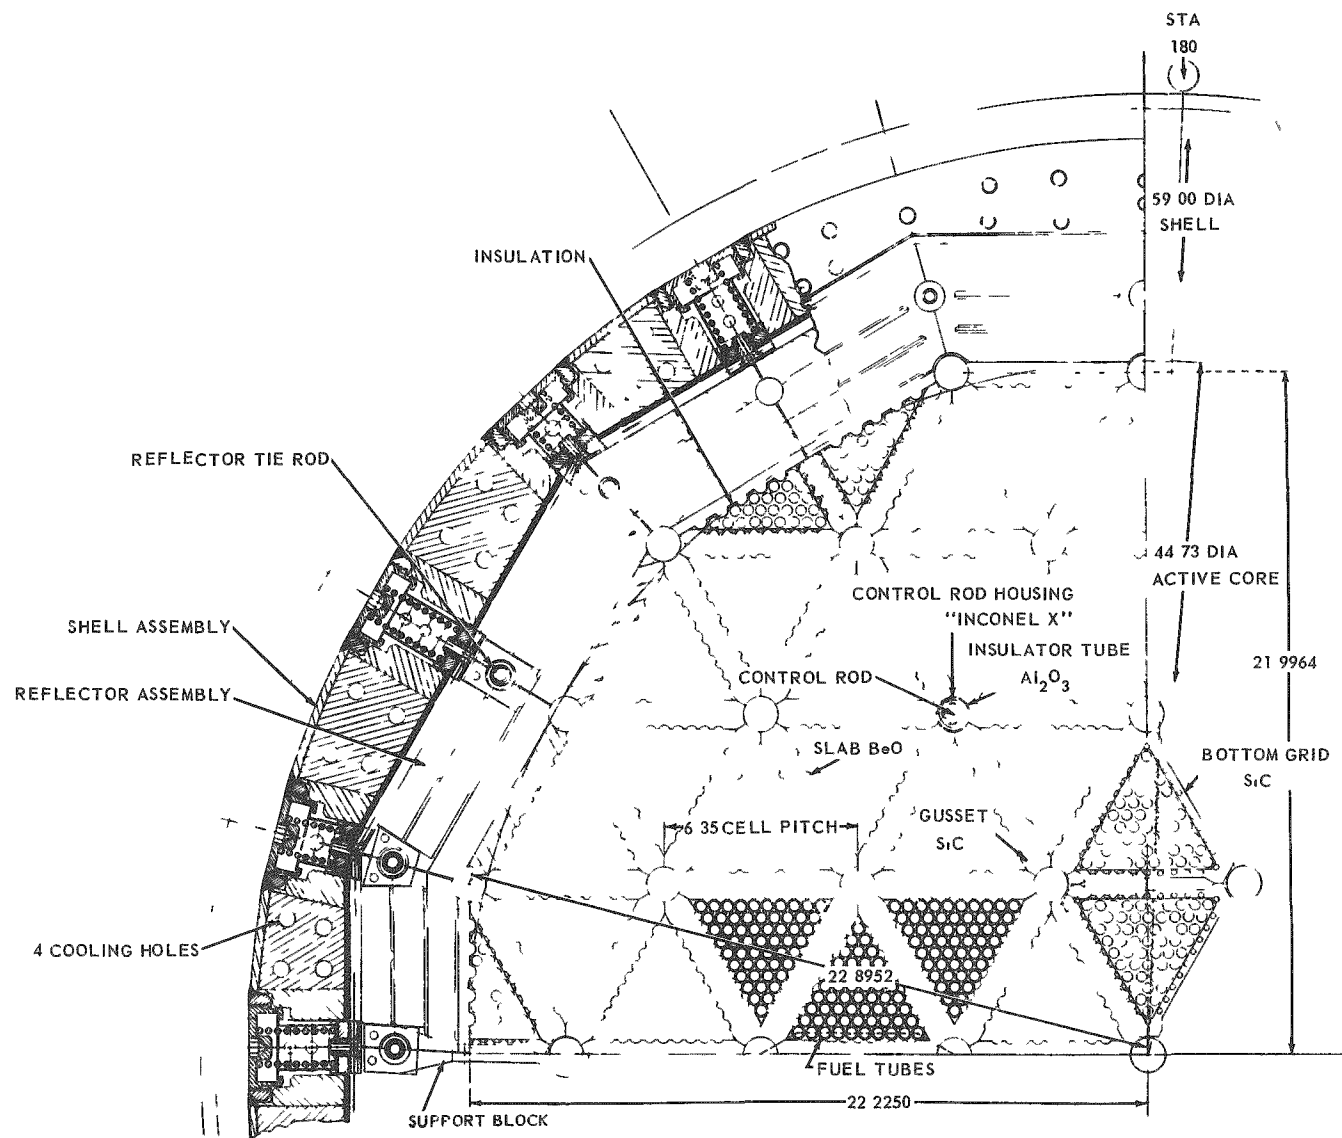 STA
180
59 00 DIA
SHELL
INSULATION
REFLECTOR TIE ROD
44 73 DIA
ACTIVE CORE
CONTROL ROD HOUSING
"INCONEL X"
INSULATOR TUBE
Al2O3
SHELL ASSEMBLY
21 9964
REFLECTOR ASSEMBLY
CONTROL ROD
SLAB BeO
BOTTOM GRID
SiC
6 35 CELL PITCH
GUSSET
SiC
4 COOLING HOLES
22 8952
FUEL TUBES
22 2250
SUPPORT BLOCK